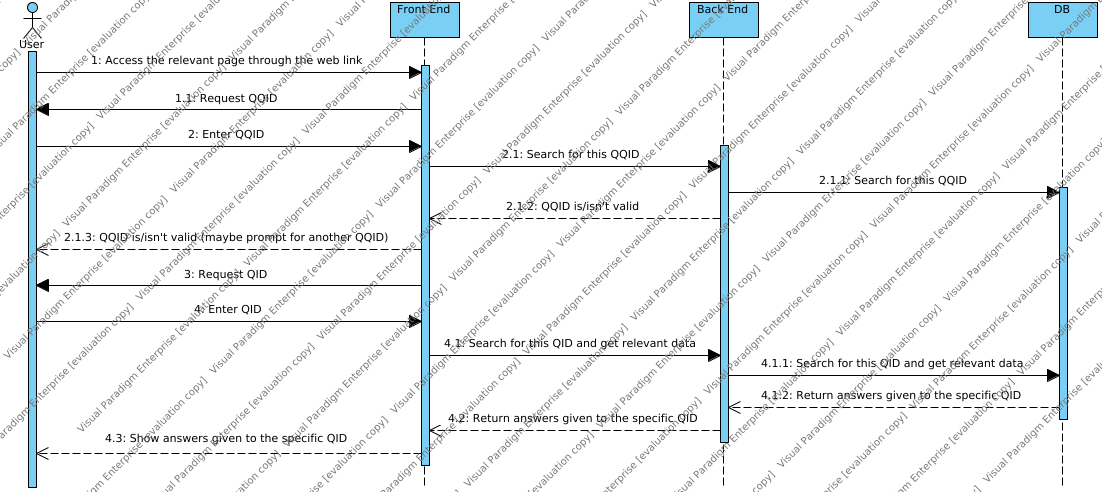 Front End
Back End
DB
User
1: Access the relevant page through the web link
1.1: Request QQID
2: Enter QQID
2.1: Search for this QQID
2.1.1: Search for this QQID
2.1.2: QQID is/isn't valid
2.1.3: QQID is/isn't valid (maybe prompt for another QQID)
3: Request QID
4: Enter QID
4.1: Search for this QID and get relevant data
4.1.1: Search for this QID and get relevant data
4.1.2: Return answers given to the specific QID
4.2: Return answers given to the specific QID
4.3: Show answers given to the specific QID
Visual Paradigm Enterprise [evaluation copy]